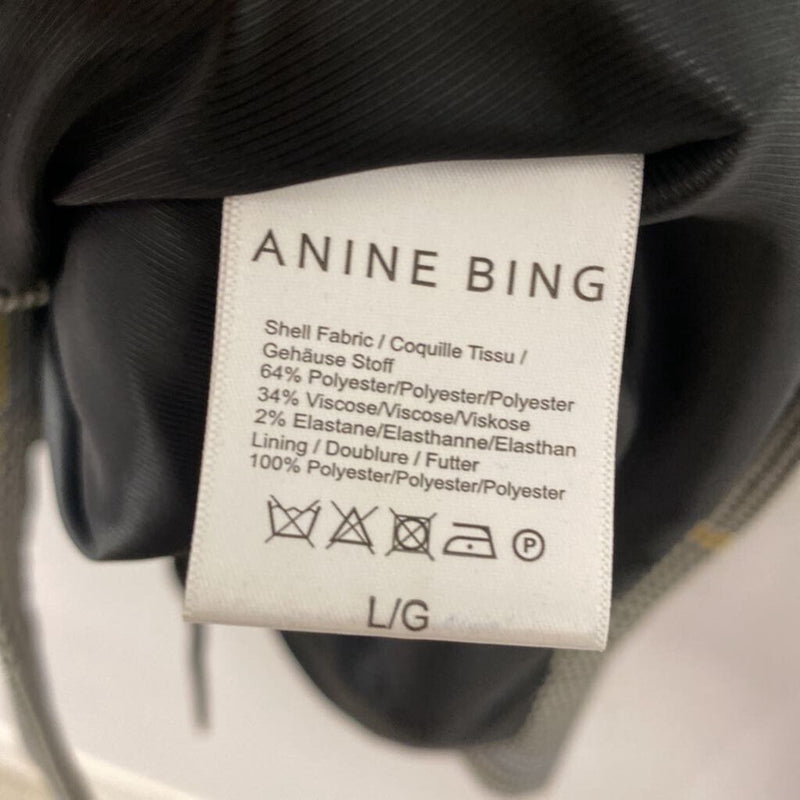 ANINE BING
Shell Fabric / Coquille Tissu /
Gehäuse Stoff
64% Polyester/Polyester/Polyester
34% Viscose/Viscose/Viskose
2% Elastane/Elasthanne/Elasthan
Lining / Doublure / Futter
100% Polyester/Polyester/Polyester
P
L/G